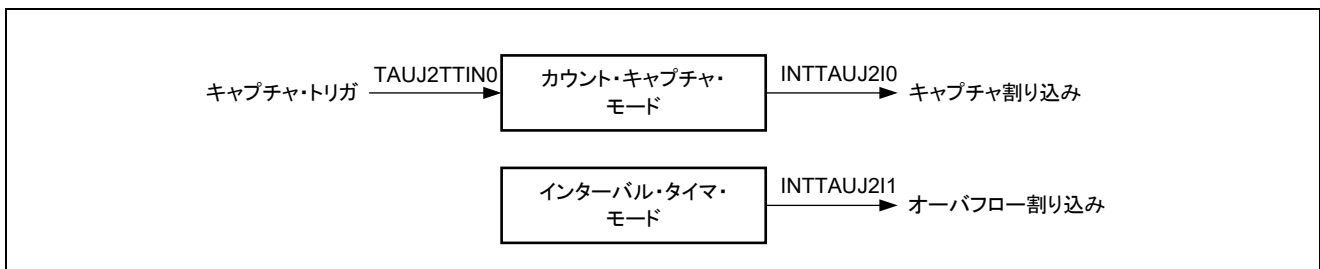 キャプチャ・トリガ
TAUJ2TTIN0
カウント・キャプチャ・
モード
INTTAUJ2I0
キャプチャ割り込み
インターバル・タイマ・
モード
INTTAUJ2I1
オーバフロー割り込み